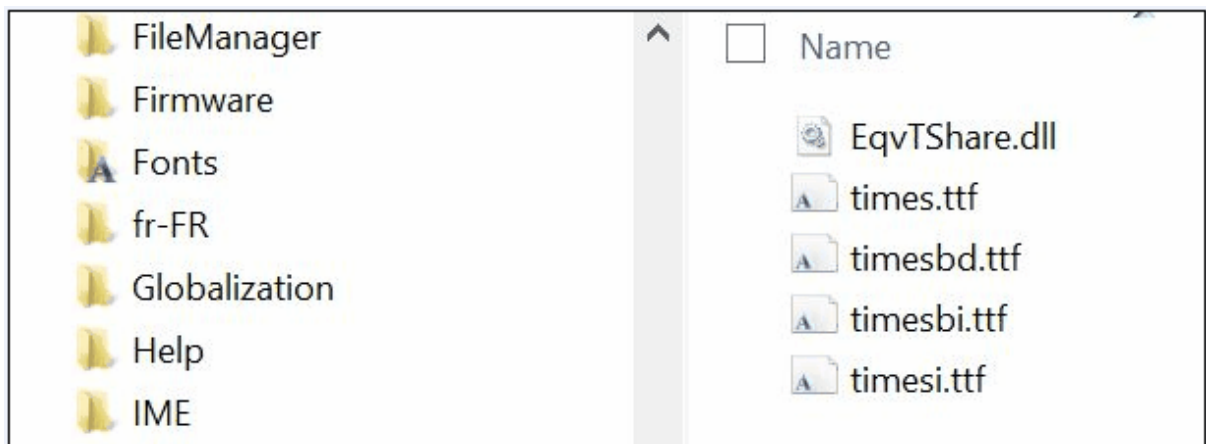 FileManager
Firmware
Fonts
fr-FR
Globalization
Help
IME
Name
EqvTShare.dll
times.ttf
timesbd.ttf
timesbi.ttf
timesi.ttf